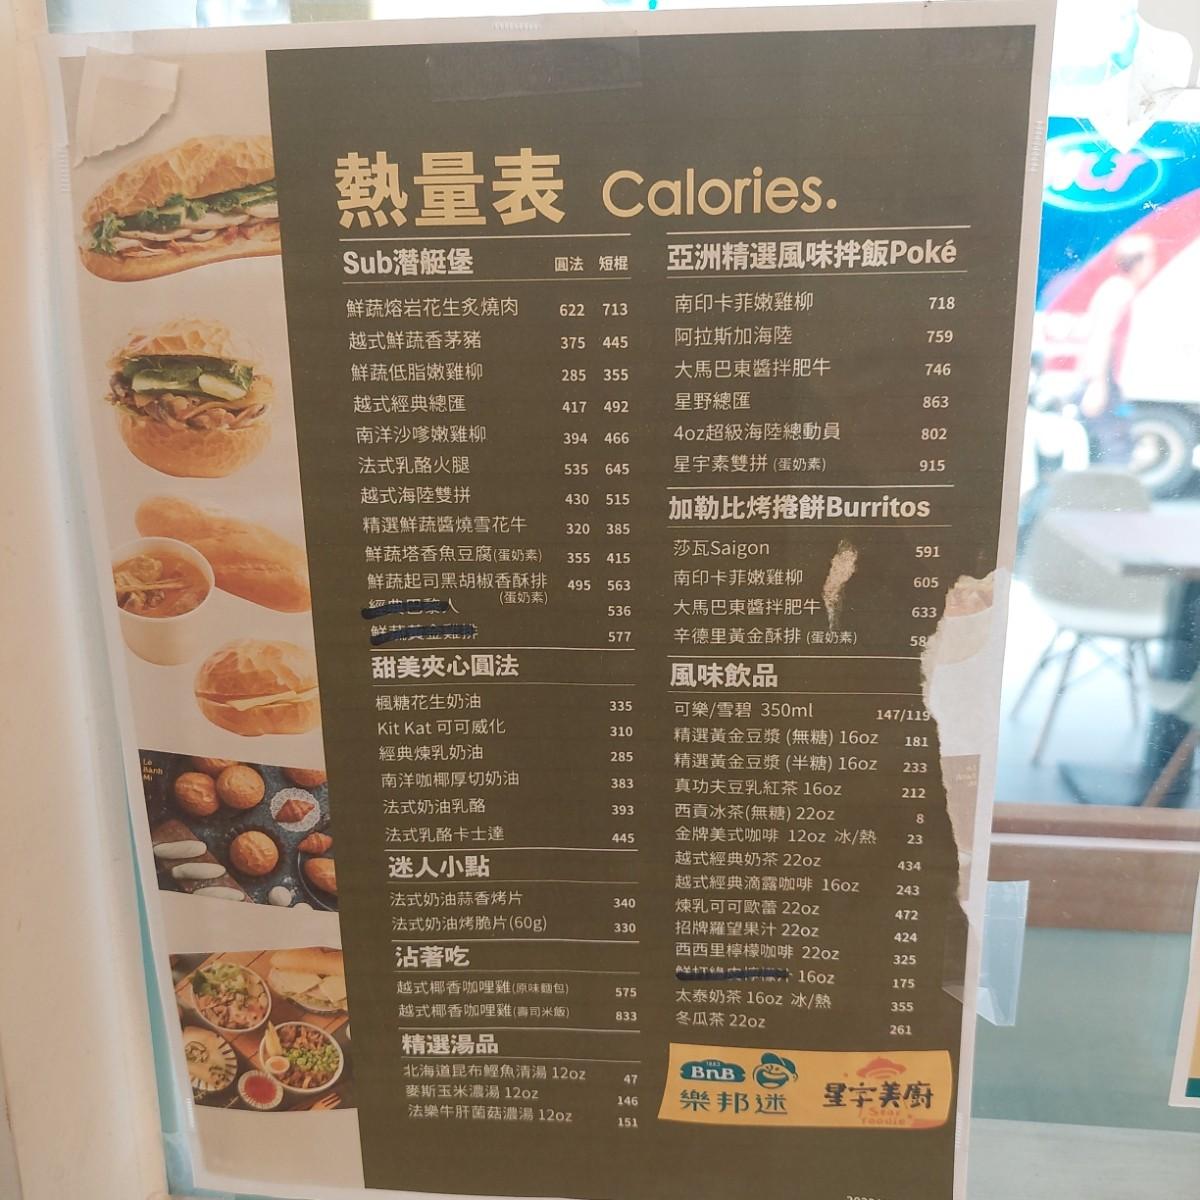 熱量表 Calories.
Sub潛艇堡 圓法 短棍
鮮蔬熔岩花生炙燒肉 622 713
越式鮮蔬香茅豬 375 445
鮮蔬低脂嫩雞柳 285 355
越式經典總匯 417 492
南洋沙嗲嫩雞柳 394 466
法式乳酪火腿 535 645
越式海陸雙拼 430 515
精選鮮蔬醬燒雪花牛 320 385
鮮蔬塔香魚豆腐(蛋奶素) 355 415
鮮蔬起司黑胡椒香酥排 495 563
(蛋奶素)
經典巴黎人 536
鮮蔬黃金雞排 577
甜美夾心圓法
楓糖花生奶油 335
Kit Kat 可可威化 310
經典煉乳奶油 285
南洋咖椰厚切奶油 383
法式奶油乳酪 393
法式乳酪卡士達 445
迷人小點
法式奶油蒜香烤片 340
法式奶油烤脆片(60g) 330
沾著吃
越式椰香咖哩雞(原味麵包) 575
越式椰香咖哩雞(壽司米飯) 833
精選湯品
北海道昆布鰹魚清湯 12oz 47
麥斯玉米濃湯 12oz 146
法樂牛肝菌菇濃湯 12oz 151
亞洲精選風味拌飯Poké
南印卡菲嫩雞柳 718
阿拉斯加海陸 759
大馬巴東醬拌肥牛 746
星野總匯 863
4oz超級海陸總動員 802
星宇素雙拼 (蛋奶素) 915
加勒比烤捲餅Burritos
莎瓦Saigon 591
南印卡菲嫩雞柳 605
大馬巴東醬拌肥牛 633
辛德里黃金酥排 (蛋奶素)
風味飲品
可樂/雪碧 350ml 147/119
精選黃金豆漿 (無糖) 16oz 181
精選黃金豆漿 (半糖) 16oz 233
真功夫豆乳紅茶 16oz 212
西貢冰茶(無糖) 22oz 8
金牌美式咖啡 12oz 冰/熱 23
越式經典奶茶 22oz 434
越式經典滴露咖啡 16oz 243
煉乳可可歐蕾 22oz 472
招牌羅望果汁 22oz 424
西西里檸檬咖啡 22oz 325
16oz 175
太泰奶茶 16oz 冰/熱 355
冬瓜茶 22oz 261
BnB
樂邦迷
星宇美廚
Star Foodie
Lê
Bánh
Mì